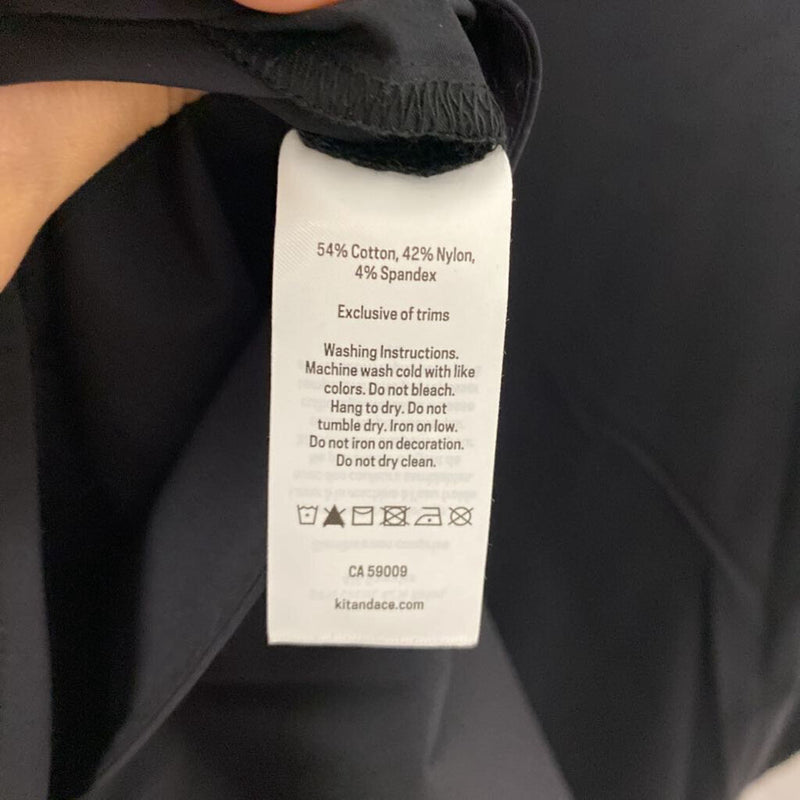 54% Cotton, 42% Nylon,
4% Spandex
Exclusive of trims
Washing Instructions.
Machine wash cold with like
colors. Do not bleach.
Hang to dry. Do not
tumble dry. Iron on low.
Do not iron on decoration.
Do not dry clean.
CA 59009
kitandace.com